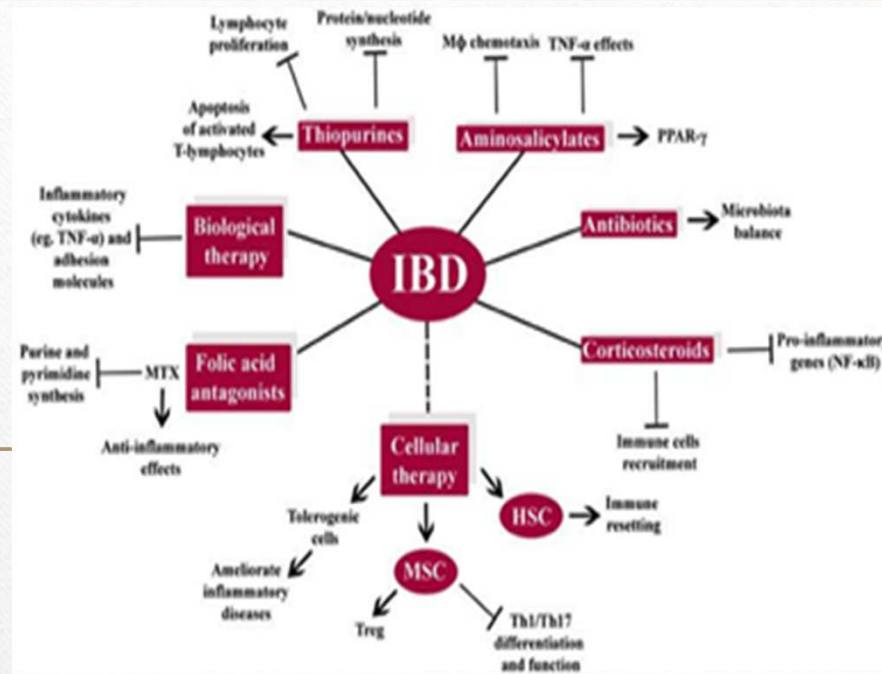 Lymphocyte
proliferation
Protein/nucleotide
synthesis
Mϕ chemotaxis
TNF-α effects
Apoptosis
of activated
T-lymphocytes
Thiopurines
Aminosalicylates
PPAR-γ
Inflammatory
cytokines
(eg. TNF-α) and
adhesion
molecules
Biological
therapy
Antibiotics
Microbiota
balance
IBD
Purine and
pyrimidine
synthesis
MTX
Folic acid
antagonists
Anti-inflammatory
effects
Corticosteroids
Pro-inflammator
genes (NF-κB)
Immune cells
recruitment
Cellular
therapy
Tolerogenic
cells
HSC
Immune
resetting
Ameliorate
inflammatory
diseases
MSC
Treg
Th1/Th17
differentiation
and function